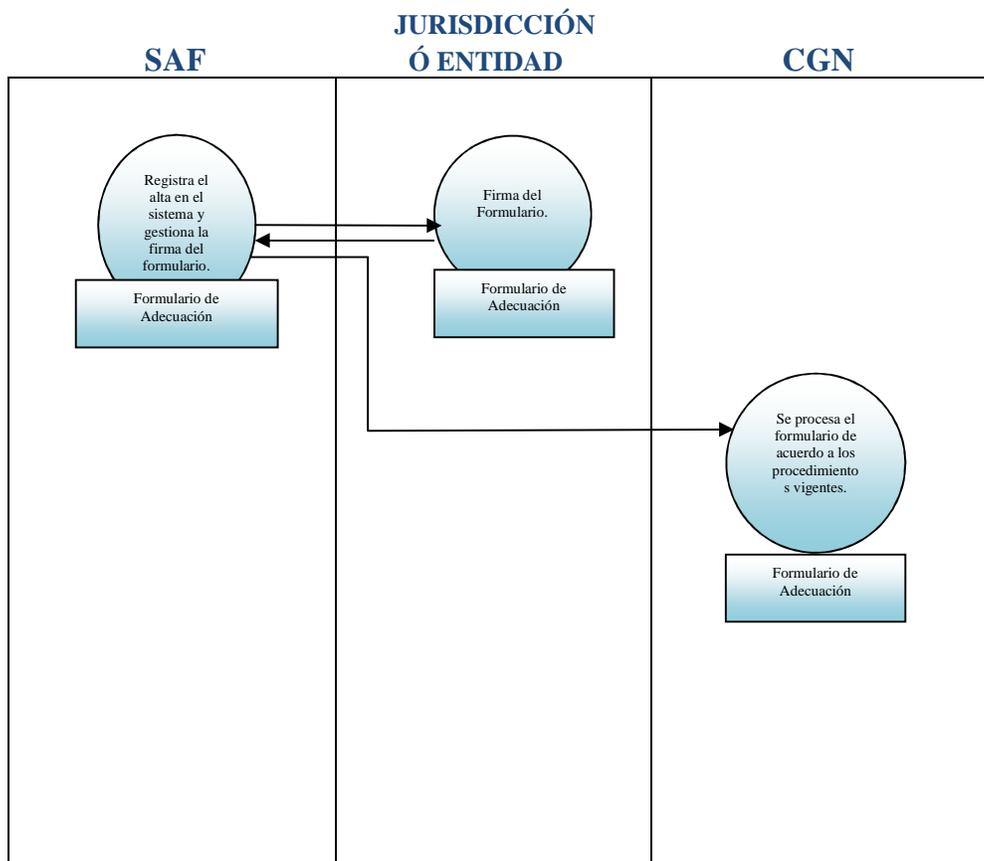 JURISDICCIÓN
SAF
Ó ENTIDAD
CGN
Registra el
alta en el
sistema y
gestiona la
firma del
formulario.
Formulario de
Adecuación
Firma del
Formulario.
Formulario de
Adecuación
Se procesa el
formulario de
acuerdo a los
procedimiento
s vigentes.
Formulario de
Adecuación